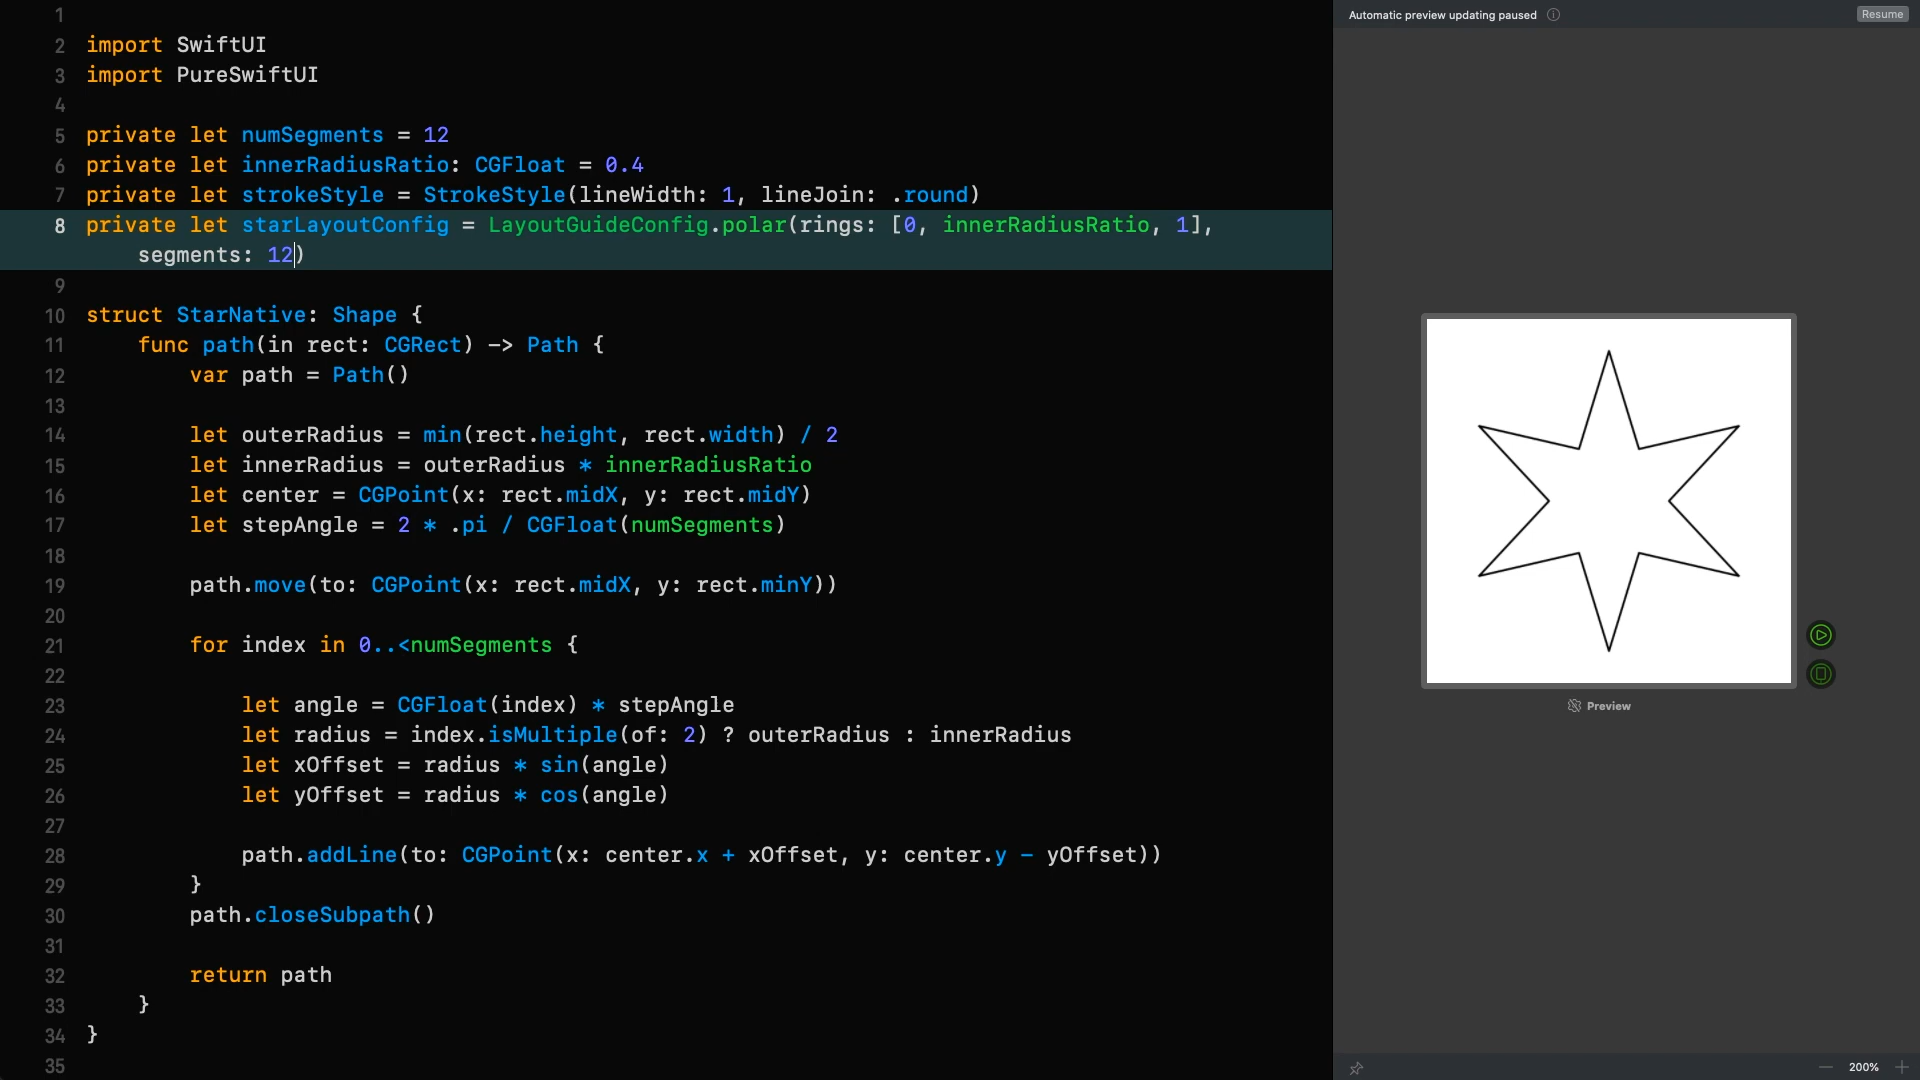 1
2 import SwiftUI
3 import PureSwiftUI
4
5 private let numSegments = 12
6 private let innerRadiusRatio: CGFloat = 0.4
7 private let strokeStyle = StrokeStyle(lineWidth: 1, lineJoin: .round)
8 private let starLayoutConfig = LayoutGuideConfig.polar(rings: [0, innerRadiusRatio, 1],
segments: 12)
9
10 struct StarNative: Shape {
11 func path(in rect: CGRect) -> Path {
12 var path = Path()
13
14 let outerRadius = min(rect.height, rect.width) / 2
15 let innerRadius = outerRadius * innerRadiusRatio
16 let center = CGPoint(x: rect.midX, y: rect.midY)
17 let stepAngle = 2 * .pi / CGFloat(numSegments)
18
19 path.move(to: CGPoint(x: rect.midX, y: rect.minY))
20
21 for index in 0..<numSegments {
22
23 let angle = CGFloat(index) * stepAngle
24 let radius = index.isMultiple(of: 2) ? outerRadius : innerRadius
25 let xOffset = radius * sin(angle)
26 let yOffset = radius * cos(angle)
27
28 path.addLine(to: CGPoint(x: center.x + xOffset, y: center.y - yOffset))
29 }
30 path.closeSubpath()
31
32 return path
33 }
34 }
35
Automatic preview updating paused
Resume
Preview
200%